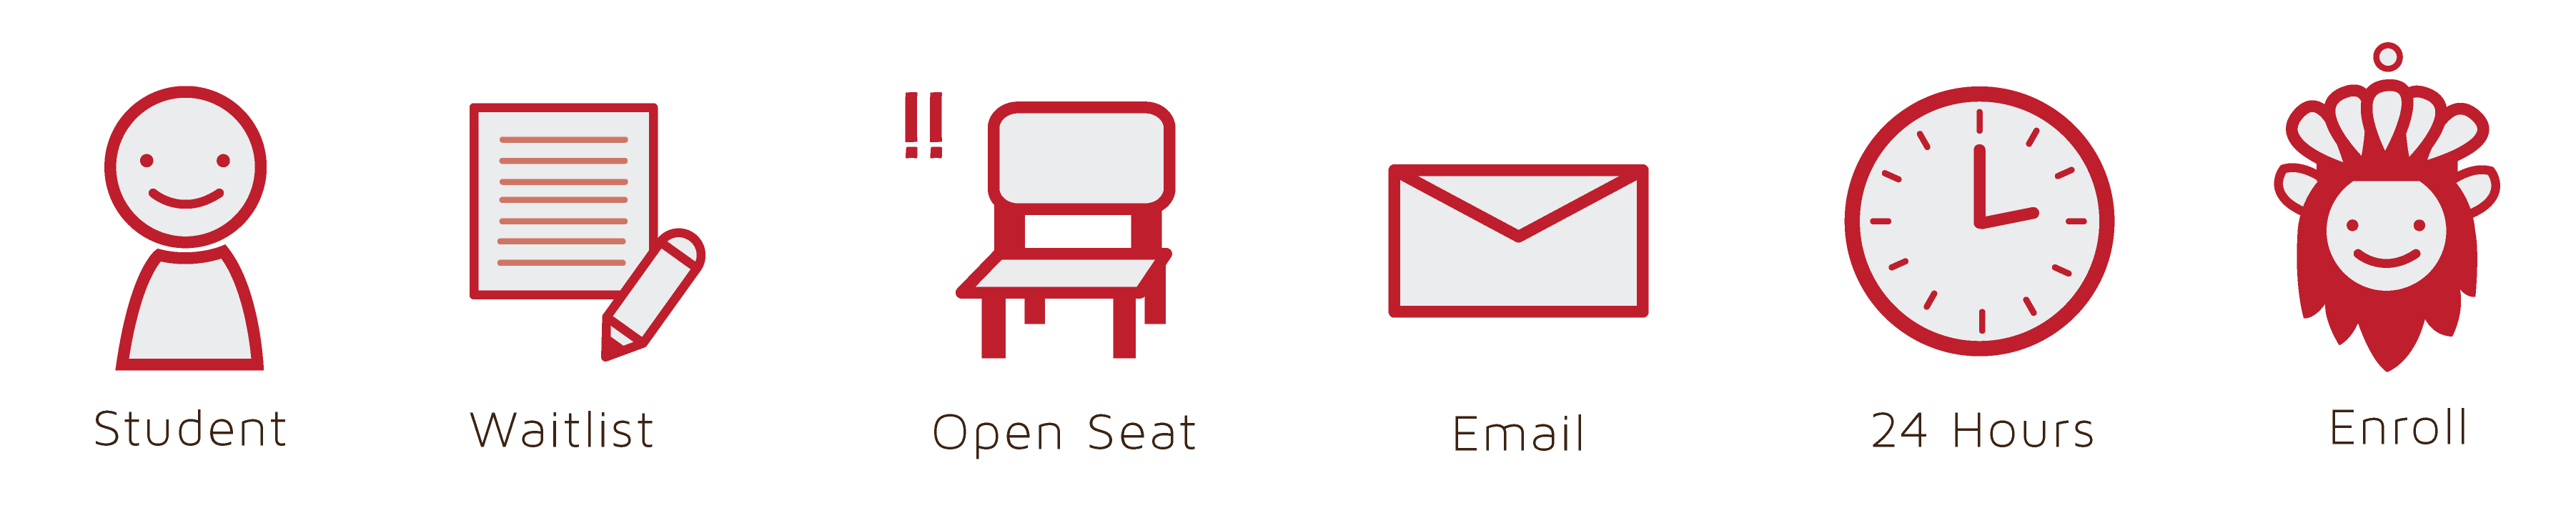 !!
Student
Waitlist
Open Seat
Email
24 Hours
Enroll